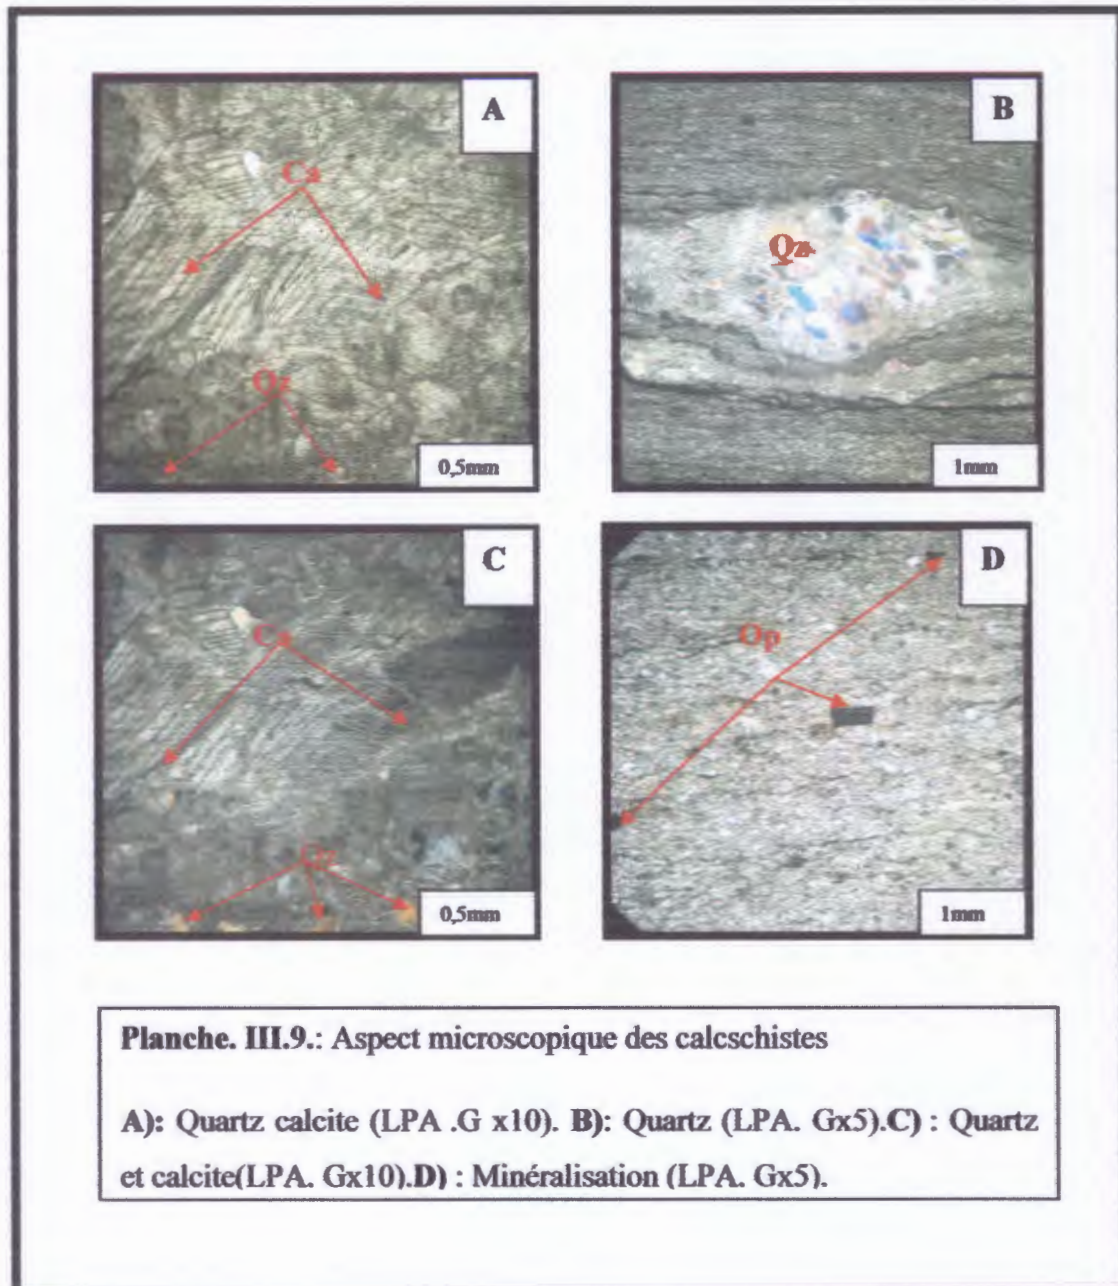 A
Ca
Qz
0,5mm
B
Qz
1mm
C
Ca
Qz
0,5mm
D
Op
1mm
Planche. III.9.: Aspect microscopique des calcschistes
A): Quartz calcite (LPA .G x10). B): Quartz (LPA. Gx5).C) : Quartz
et calcite(LPA. Gx10).D) : Minéralisation (LPA. Gx5).